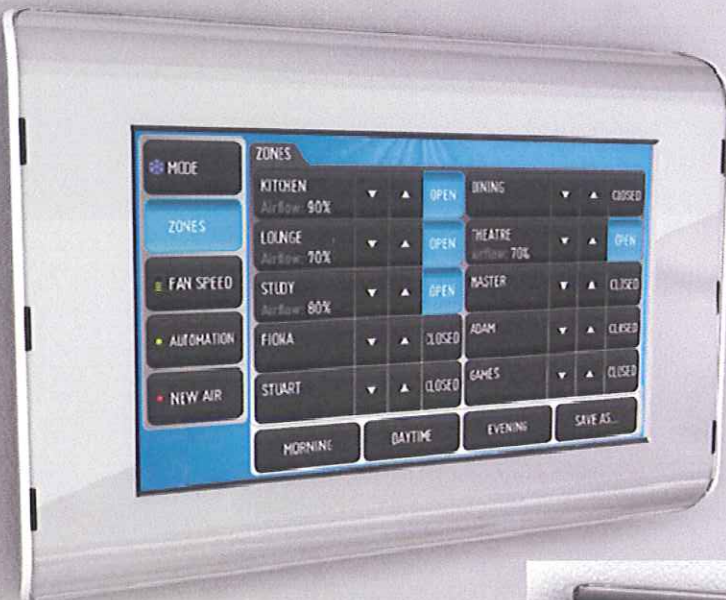 MODE
ZONES
FAN SPEED
AUTOMATION
NEW AIR
ZONES
KITCHEN
Airflow: 90%
OPEN
DINING
CLOSED
LOUNGE
Airflow: 70%
OPEN
THEATRE
Airflow: 70%
OPEN
STUDY
Airflow: 80%
OPEN
MASTER
CLOSED
FIONA
CLOSED
ADAM
CLOSED
STUART
CLOSED
GAMES
CLOSED
MORNING
DAYTIME
EVENING
SAVE AS...